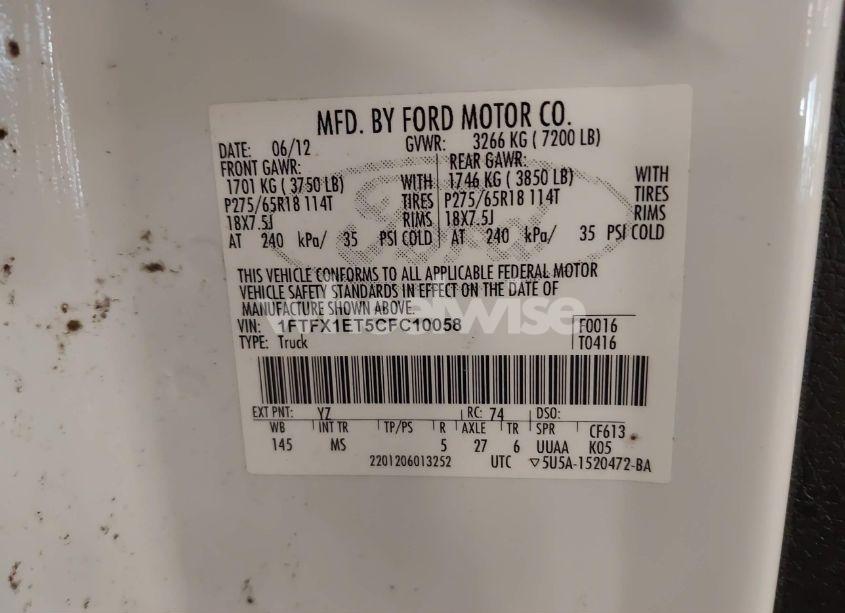 MFD. BY FORD MOTOR CO.
DATE: 06/12 GVWR: 3266 KG ( 7200 LB)
FRONT GAWR: REAR GAWR:
1701 KG ( 3750 LB) WITH 1746 KG ( 3850 LB) WITH
P275/65R18 114T TIRES P275/65R18 114T TIRES
18X7.5J RIMS 18X7.5J RIMS
AT 240 kPa/ 35 PSI COLD AT 240 kPa/ 35 PSI COLD
THIS VEHICLE CONFORMS TO ALL APPLICABLE FEDERAL MOTOR
VEHICLE SAFETY STANDARDS IN EFFECT ON THE DATE OF
MANUFACTURE SHOWN ABOVE.
VIN: 1FTFX1ET5CFC10058 F0016
TYPE: Truck T0416
EXT PNT: YZ RC: 74 DSO:
WB INT TR TP/PS R AXLE TR SPR CF613
145 MS 5 27 6 UUAA K05
2201206013252 UTC ▽5U5A-1520472-BA